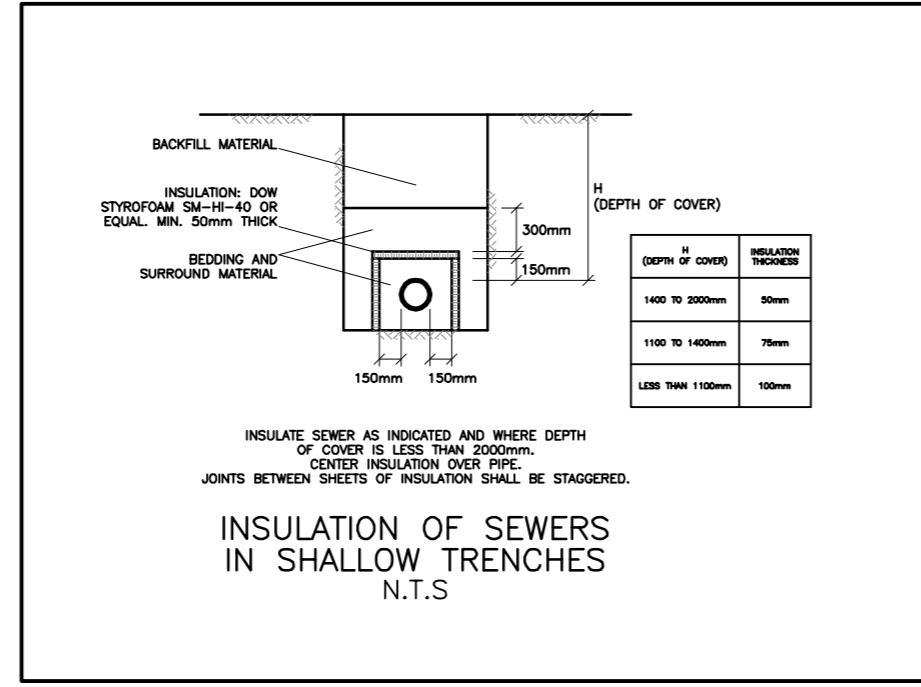 BACKFILL MATERIAL
INSULATION: DOW
STYROFOAM SM-HI-40 OR
EQUAL. MIN. 50mm THICK
BEDDING AND
SURROUND MATERIAL
H
(DEPTH OF COVER)
300mm
150mm
150mm 150mm
H
(DEPTH OF COVER)
INSULATION
THICKNESS
1400 TO 2000mm 50mm
1100 TO 1400mm 75mm
LESS THAN 1100mm 100mm
INSULATE SEWER AS INDICATED AND WHERE DEPTH
OF COVER IS LESS THAN 2000mm.
CENTER INSULATION OVER PIPE.
JOINTS BETWEEN SHEETS OF INSULATION SHALL BE STAGGERED.
INSULATION OF SEWERS
IN SHALLOW TRENCHES
N.T.S